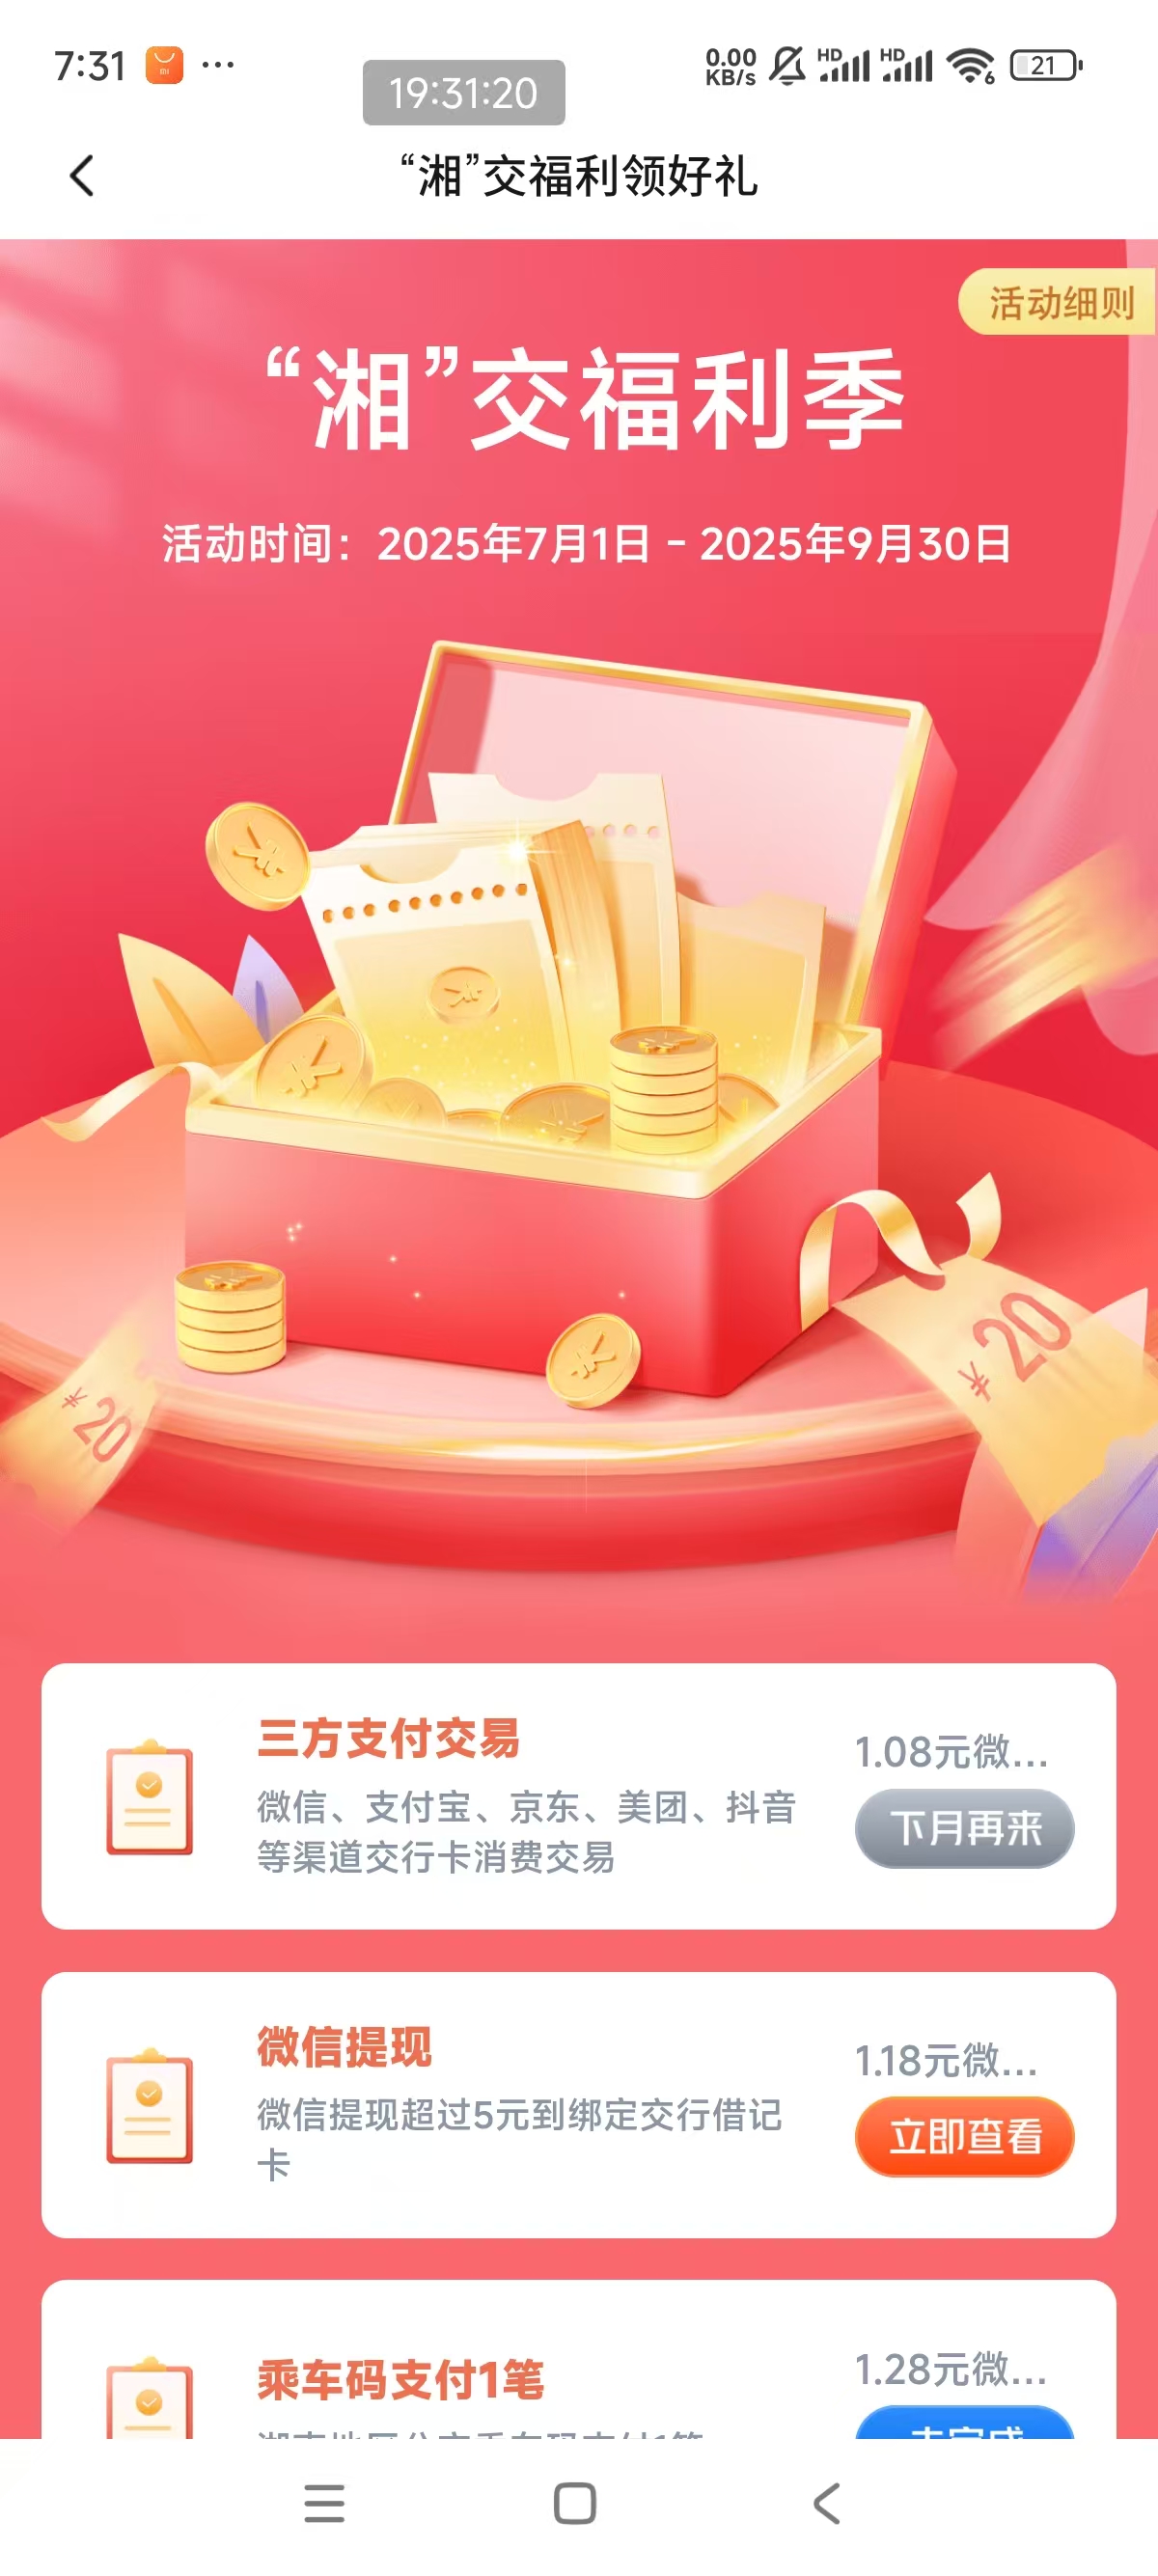 7:31
mi
...
19:31:20
0.00
KB/s
HD
HD
6
21
“湘”交福利领好礼
活动细则
“湘”交福利季
活动时间：2025年7月1日 - 2025年9月30日
¥20
¥20
三方支付交易
微信、支付宝、京东、美团、抖音
等渠道交行卡消费交易
1.08元微...
下月再来
微信提现
微信提现超过5元到绑定交行借记
卡
1.18元微...
立即查看
乘车码支付1笔
1.28元微...